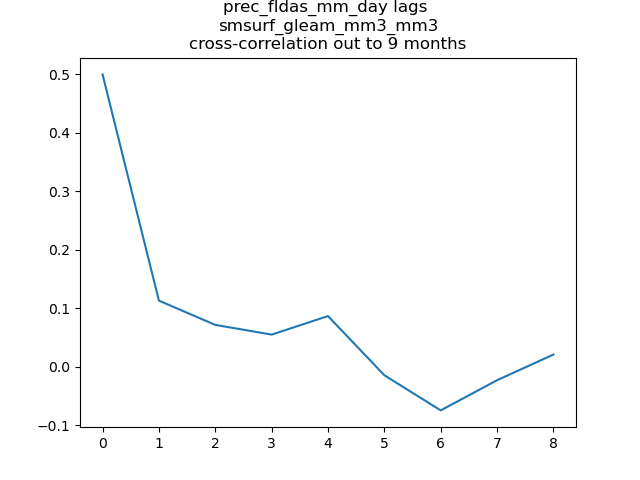 prec_fldas_mm_day lags
smsurf_gleam_mm3_mm3
cross-correlation out to 9 months
0.5
0.4
0.3
0.2
0.1
0.0
−0.1
0 1 2 3 4 5 6 7 8